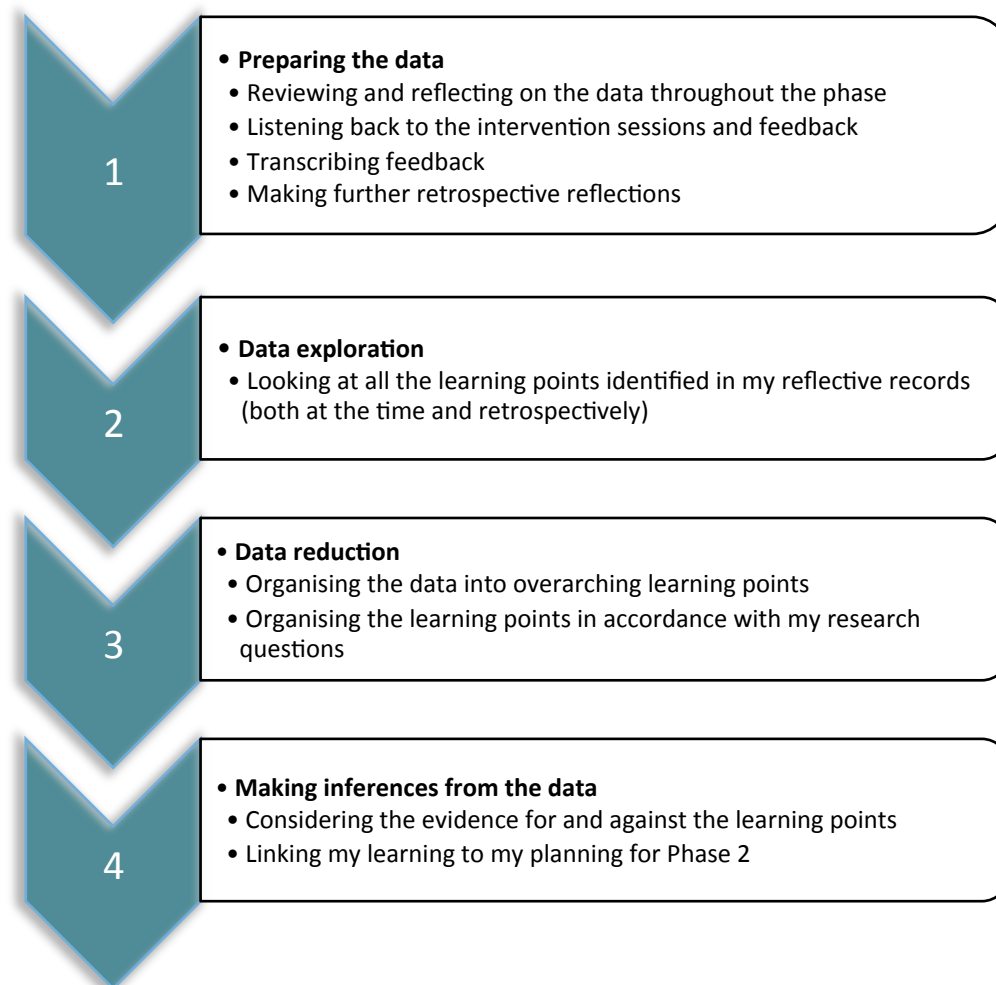 1
• Preparing the data
• Reviewing and reflecting on the data throughout the phase
• Listening back to the intervention sessions and feedback
• Transcribing feedback
• Making further retrospective reflections
2
• Data exploration
• Looking at all the learning points identified in my reflective records
(both at the time and retrospectively)
3
• Data reduction
• Organising the data into overarching learning points
• Organising the learning points in accordance with my research
questions
4
• Making inferences from the data
• Considering the evidence for and against the learning points
• Linking my learning to my planning for Phase 2